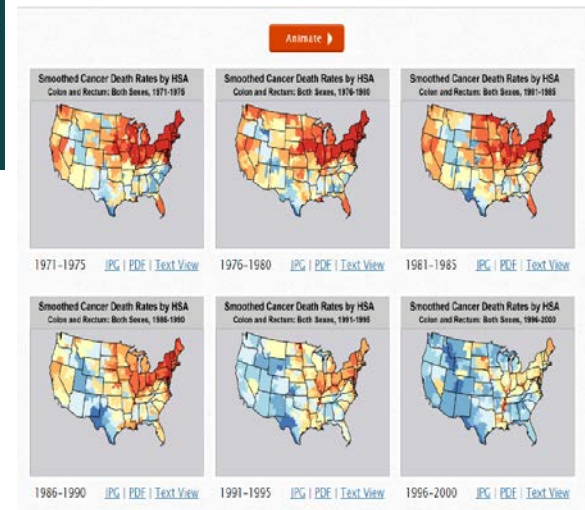 Animate
Smoothed Cancer Death Rates by HSA
Colon and Rectum: Both Sexes, 1971-1975
Smoothed Cancer Death Rates by HSA
Colon and Rectum: Both Sexes, 1976-1980
Smoothed Cancer Death Rates by HSA
Colon and Rectum: Both Sexes, 1981-1985
1971-1975 JPG | PDF | Text View
1976-1980 JPG | PDF | Text View
1981-1985 JPG | PDF | Text View
Smoothed Cancer Death Rates by HSA
Colon and Rectum: Both Sexes, 1986-1990
Smoothed Cancer Death Rates by HSA
Colon and Rectum: Both Sexes, 1991-1995
Smoothed Cancer Death Rates by HSA
Colon and Rectum: Both Sexes, 1996-2000
1986-1990 JPG | PDF | Text View
1991-1995 JPG | PDF | Text View
1996-2000 JPG | PDF | Text View